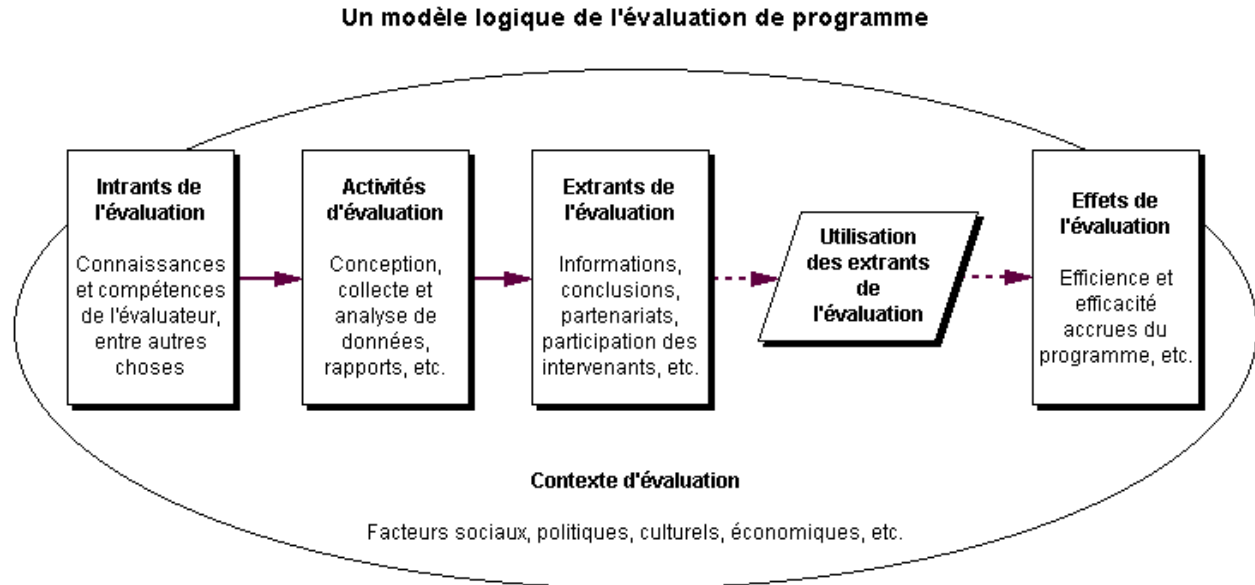 Un modèle logique de l'évaluation de programme
Intrants de
l'évaluation
Connaissances
et compétences
de l'évaluateur,
entre autres
choses
Activités
d'évaluation
Conception,
collecte et
analyse de
données,
rapports, etc.
Extrants de
l'évaluation
Informations,
conclusions,
partenariats,
participation des
intervenants, etc.
Utilisation
des extrants
de
l'évaluation
Effets de
l'évaluation
Efficience et
efficacité
accrues du
programme, etc.
Contexte d'évaluation
Facteurs sociaux, politiques, culturels, économiques, etc.